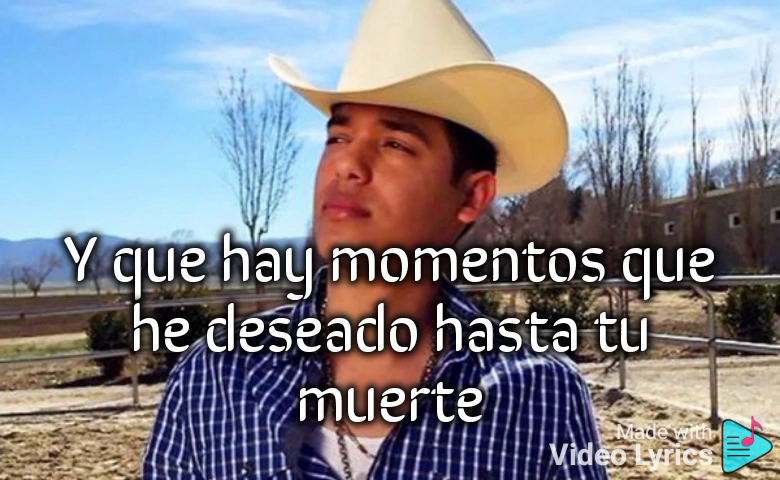 Y que hay momentos que
he deseado hasta tu
muerte
Made with
Video Lyrics